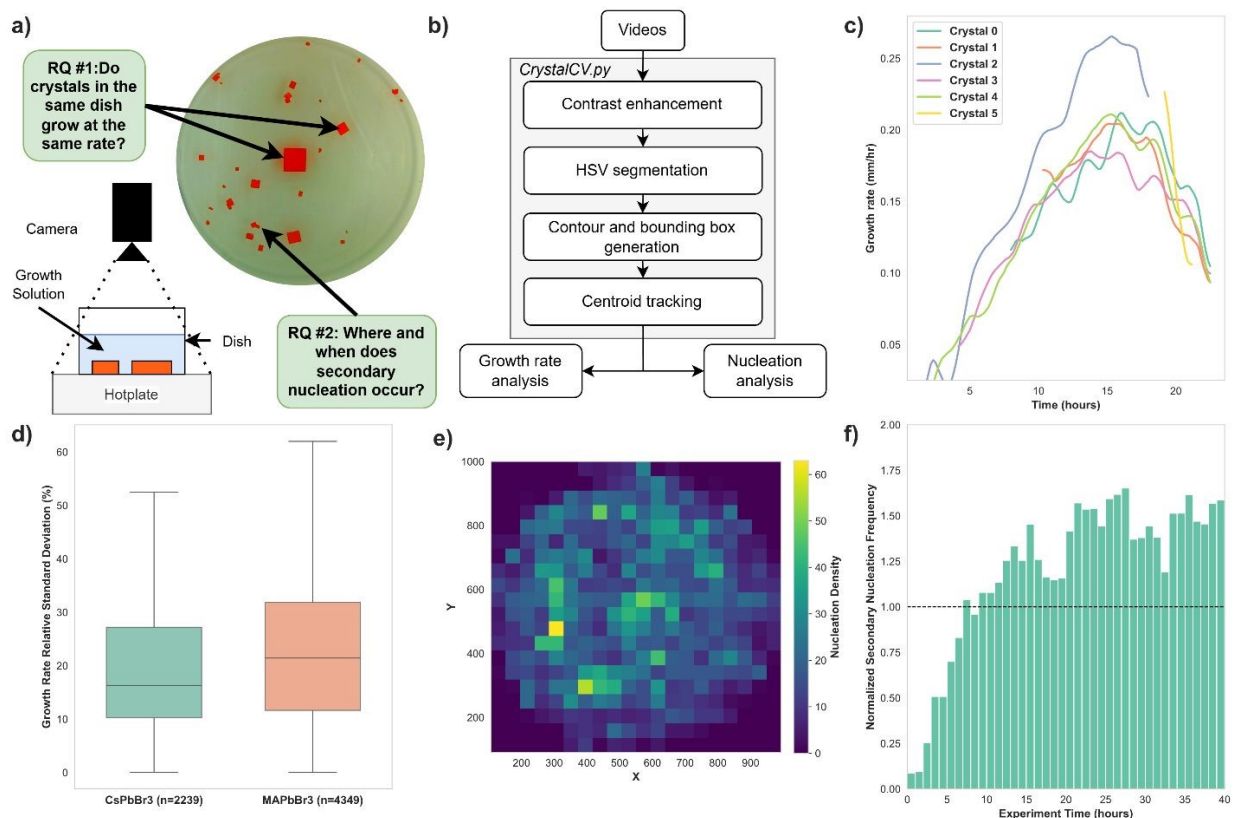 a)
RQ #1:Do
crystals in the
same dish
grow at the
same rate?
Camera
Growth
Solution
Dish
Hotplate
RQ #2: Where and
when does
secondary
nucleation occur?
b)
Videos
CrystalCV.py
Contrast enhancement
HSV segmentation
Contour and bounding box
generation
Centroid tracking
Growth rate
analysis
Nucleation
analysis
c)
Crystal 0
Crystal 1
Crystal 2
Crystal 3
Crystal 4
Crystal 5
Growth rate (mm/hr)
0.25
0.20
0.15
0.10
0.05
5 10 15 20
Time (hours)
d)
Growth Rate Relative Standard Deviation (%)
60
50
40
30
20
10
0
CsPbBr3 (n=2239) MAPbBr3 (n=4349)
e)
Y
1000
800
600
400
200
100 200 300 400 500 600 700 800 900
X
60
50
40
30
20
10
0
Nucleation Density
f)
Normalized Secondary Nucleation Frequency
2.00
1.75
1.50
1.25
1.00
0.75
0.50
0.25
0.00
0 5 10 15 20 25 30 35 40
Experiment Time (hours)